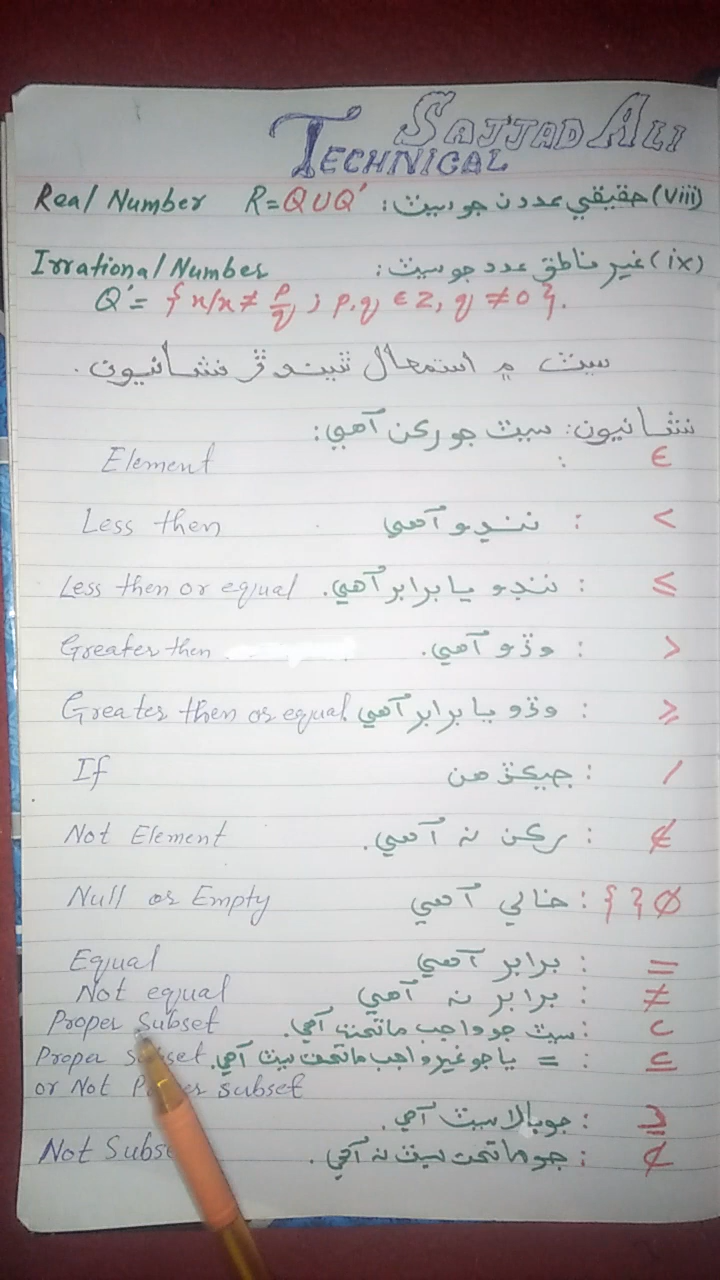 SAJJAD ALI
TECHNICAL
Real Number R=QUQ′ :حقيقي عددن جو سيٽ (viii)
Irrational Number :غير ناطق عدد جو سيٽ (ix)
Q′= {x/x ≠ p/q ; p,q ∈ Z, q ≠ 0}.
سيٽ ۾ استعمال ٿيندڙ نشانيون.
نشانيون: سيٽ جو رڪن آهي:
Element : ∈
Less then ننڍو آهي : <
Less then or equal ننڍو يا برابر آهي. : ≤
Greater then وڏو آهي. : >
Greater then or equal وڏو يا برابر آهي : ≥
If جيڪڏهن : /
Not Element رڪن نه آهي. : ∉
Null or Empty خالي آهي : { } Ø
Equal برابر آهي : =
Not equal برابر نه آهي : ≠
Proper Subset سيٽ جو واجب ماتحت آهي. : ⊂
Proper يا جو غير واجب ماتحت سيٽ آهي. = : ⊆
or Not subset
جو بالا سيٽ آهي. : ⊇
Not جو ماتحت سيٽ نه آهي. : ⊄